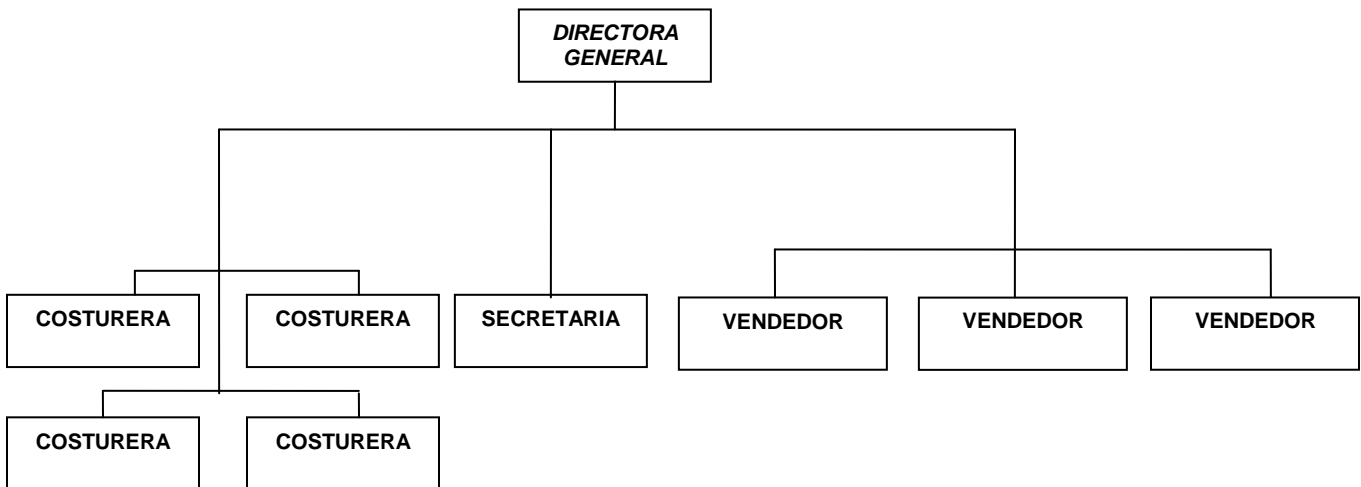 DIRECTORA
GENERAL
COSTURERA
COSTURERA
SECRETARIA
VENDEDOR
VENDEDOR
VENDEDOR
COSTURERA
COSTURERA